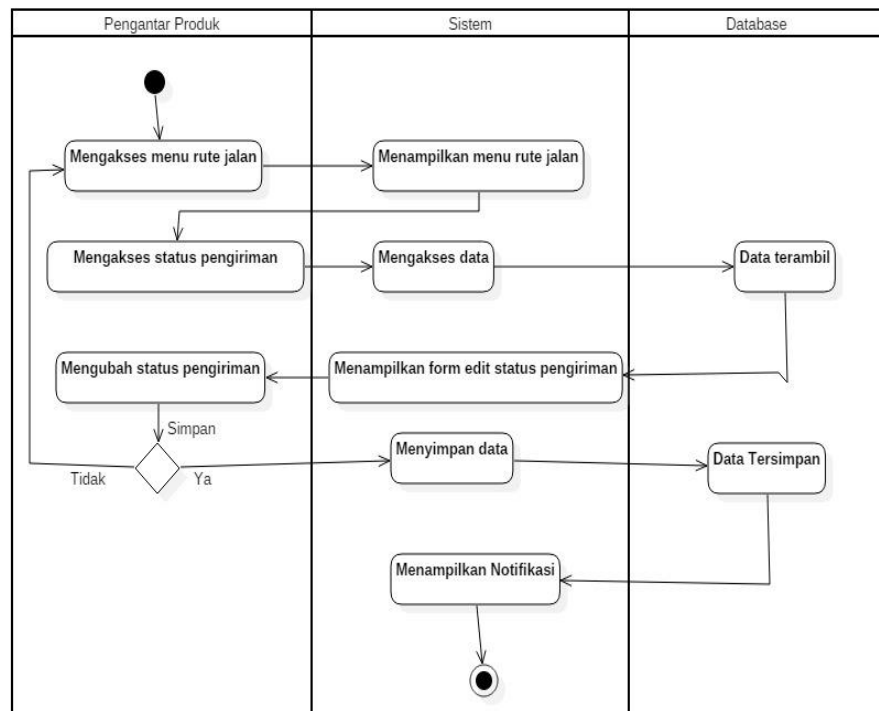 Pengantar Produk
Sistem
Database
Mengakses menu rute jalan
Menampilkan menu rute jalan
Mengakses status pengiriman
Mengakses data
Data terambil
Mengubah status pengiriman
Menampilkan form edit status pengiriman
Simpan
Menyimpan data
Data Tersimpan
Tidak
Ya
Menampilkan Notifikasi